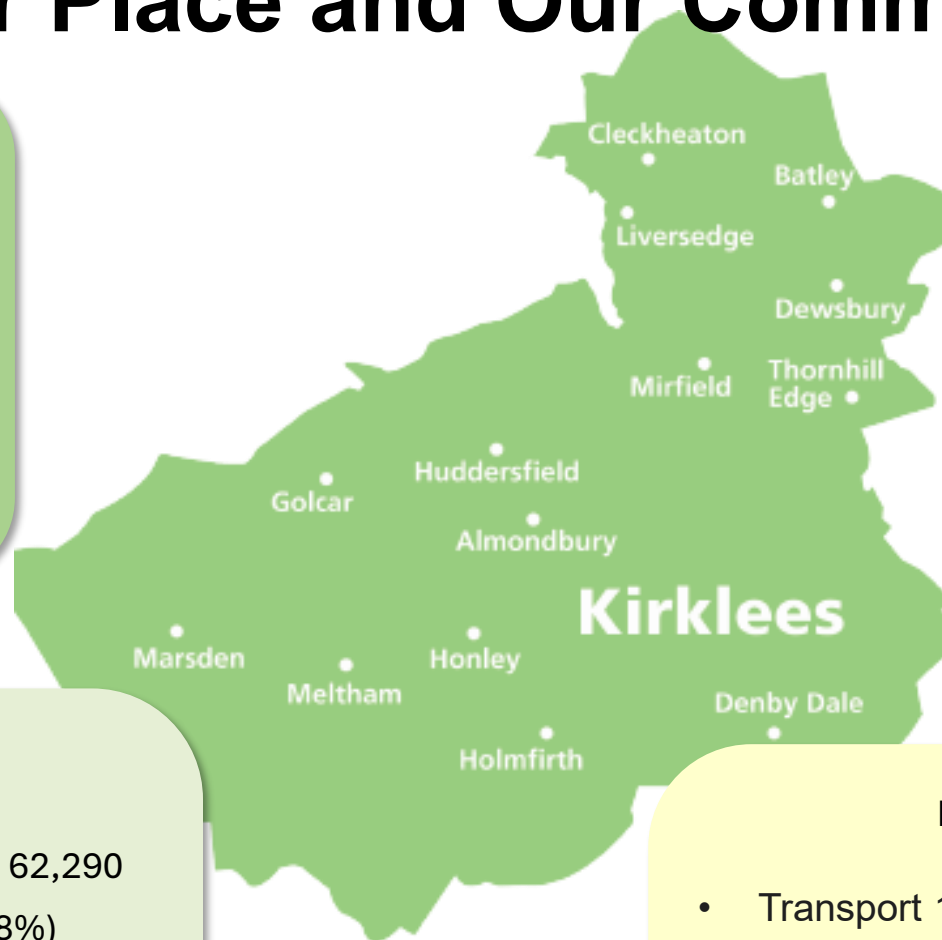 Place and Our Comm
Cleckheaton
Batley
Liversedge
Dewsbury
Thornhill
Edge
Mirfield
Huddersfield
Golcar
Almondbury
Kirklees
Marsden
Honley
Meltham
Denby Dale
Holmfirth
62,290
8%)
• Transport